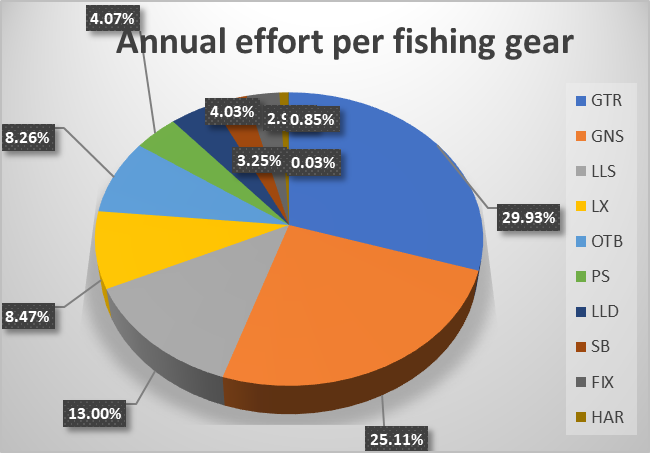 4.07%
Annual effort per fishing gear
4.03%
0.85%
8.26%
3.25%
0.03%
29.93%
8.47%
13.00%
25.11%
GTR
GNS
LLS
LX
OTB
PS
LLD
SB
FIX
HAR